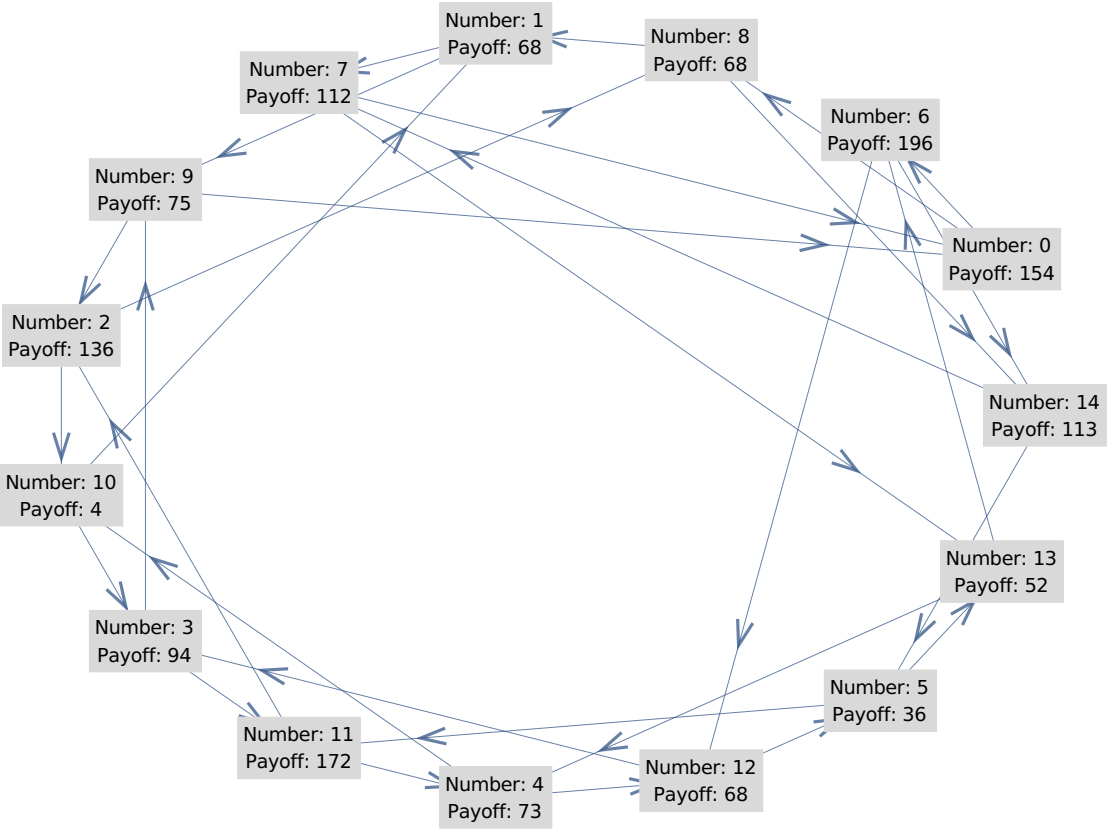 Number: 1
Payoff: 68
Number: 8
Payoff: 68
Number: 7
Payoff: 112
Number: 6
Payoff: 196
Number: 9
Payoff: 75
Number: 0
Payoff: 154
Number: 2
Payoff: 136
Number: 14
Payoff: 113
Number: 10
Payoff: 4
Number: 13
Payoff: 52
Number: 3
Payoff: 94
Number: 5
Payoff: 36
Number: 11
Payoff: 172
Number: 12
Payoff: 68
Number: 4
Payoff: 73